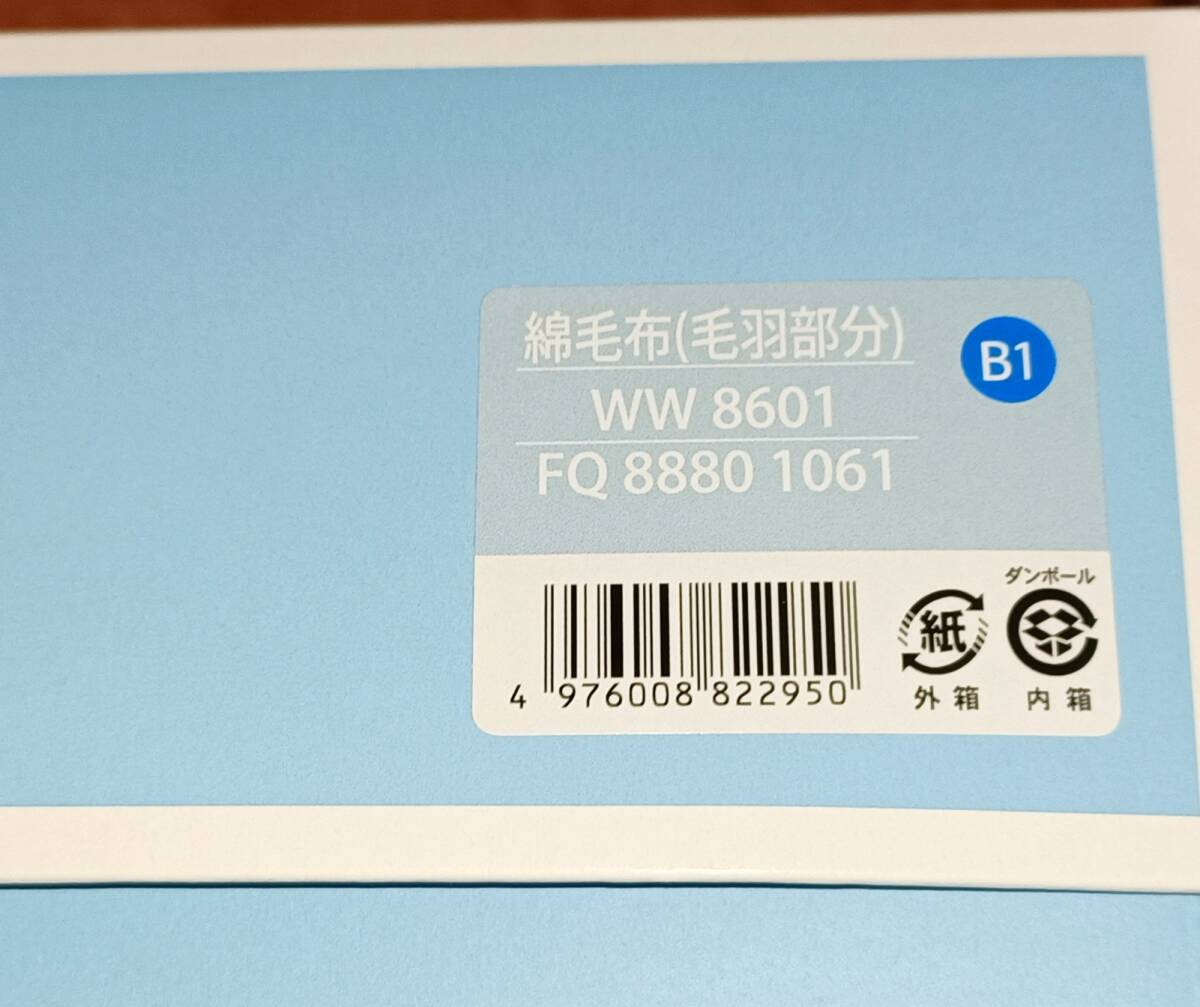 綿毛布(毛羽部分)
B1
WW 8601
FQ 8880 1061
4 976008 822950
紙
外箱
ダンボール
内箱